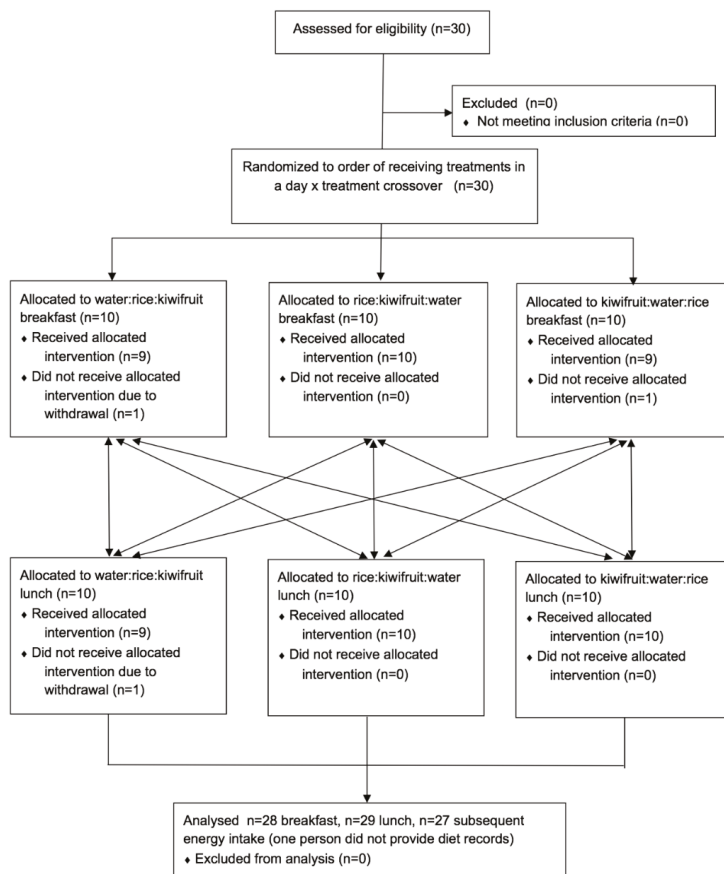 Assessed for eligibility (n=30)
Excluded (n=0)
♦ Not meeting inclusion criteria (n=0)
Randomized to order of receiving treatments in
a day x treatment crossover (n=30)
Allocated to water:rice:kiwifruit
breakfast (n=10)
♦ Received allocated
intervention (n=9)
♦ Did not receive allocated
intervention due to
withdrawal (n=1)
Allocated to rice:kiwifruit:water
breakfast (n=10)
♦ Received allocated
intervention (n=10)
♦ Did not receive allocated
intervention (n=0)
Allocated to kiwifruit:water:rice
breakfast (n=10)
♦ Received allocated
intervention (n=9)
♦ Did not receive allocated
intervention (n=1)
Allocated to water:rice:kiwifruit
lunch (n=10)
♦ Received allocated
intervention (n=9)
♦ Did not receive allocated
intervention due to
withdrawal (n=1)
Allocated to rice:kiwifruit:water
lunch (n=10)
♦ Received allocated
intervention (n=10)
♦ Did not receive allocated
intervention (n=0)
Allocated to kiwifruit:water:rice
lunch (n=10)
♦ Received allocated
intervention (n=10)
♦ Did not receive allocated
intervention (n=0)
Analysed n=28 breakfast, n=29 lunch, n=27 subsequent
energy intake (one person did not provide diet records)
♦ Excluded from analysis (n=0)